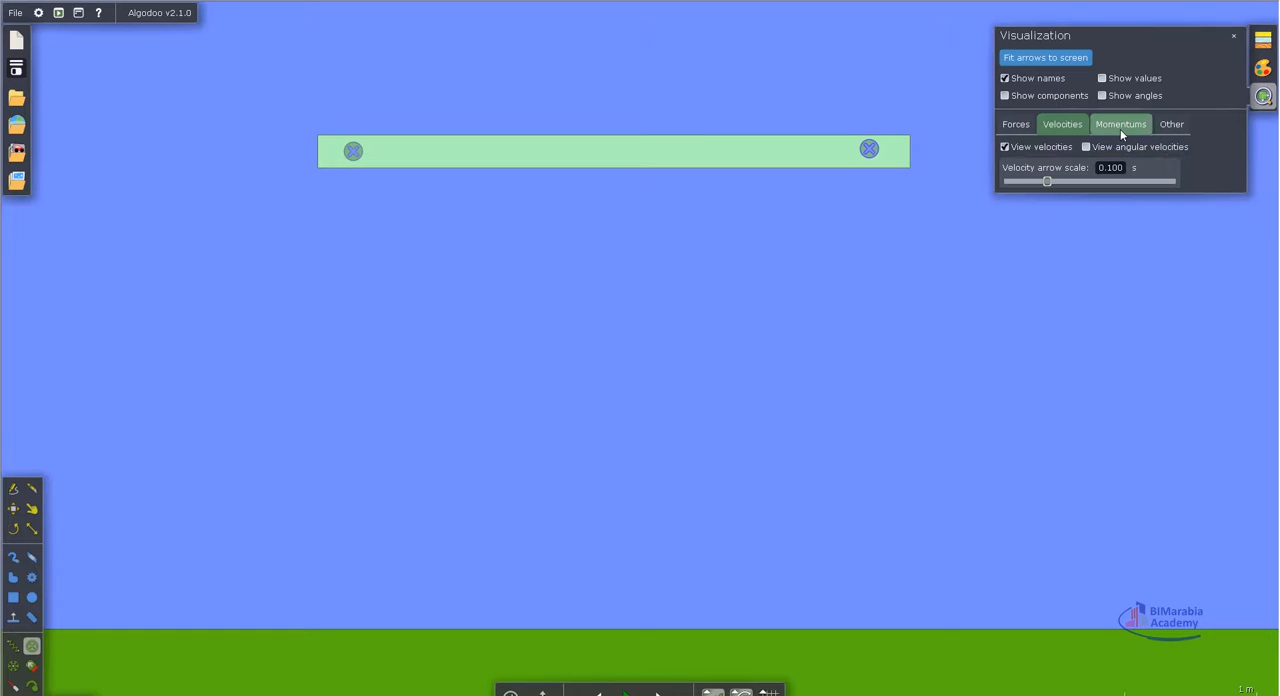 File ? Algodoo v2.1.0
Visualization ×
Fit arrows to screen
Show names Show values
Show components Show angles
Forces Velocities Momentums Other
View velocities View angular velocities
Velocity arrow scale: 0.100 s
BIMarabia
Academy
1 m